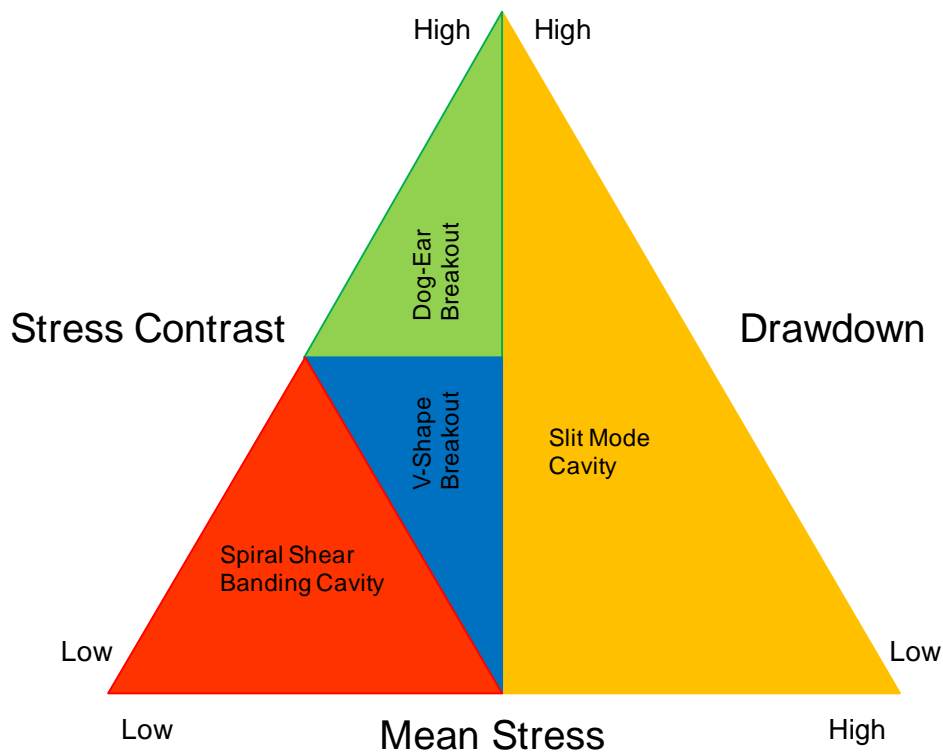 High
High
Dog-Ear
Breakout
Stress Contrast
Drawdown
V-Shape
Breakout
Slit Mode
Cavity
Spiral Shear
Banding Cavity
Low
Low
Low
Mean Stress
High